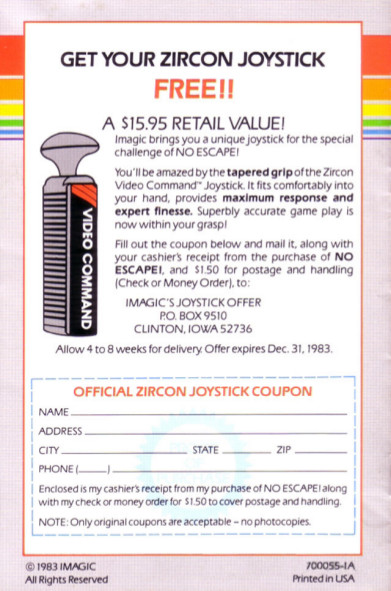 GET YOUR ZIRCON JOYSTICK
FREE!!
A $15.95 RETAIL VALUE!
Imagic brings you a unique joystick for the special
challenge of NO ESCAPE!
You'll be amazed by the tapered grip of the Zircon
Video Command™ Joystick. It fits comfortably into
your hand, provides maximum response and
expert finesse. Superbly accurate game play is
now within your grasp!
VIDEO COMMAND
Fill out the coupon below and mail it, along with
your cashier's receipt from the purchase of NO
ESCAPE!, and $1.50 for postage and handling
(Check or Money Order), to:
IMAGIC'S JOYSTICK OFFER
P.O. BOX 9510
CLINTON, IOWA 52736
Allow 4 to 8 weeks for delivery. Offer expires Dec. 31, 1983.
OFFICIAL ZIRCON JOYSTICK COUPON
NAME
ADDRESS
CITY STATE ZIP
PHONE ( )
Enclosed is my cashier's receipt from my purchase of NO ESCAPE! along
with my check or money order for $1.50 to cover postage and handling.
NOTE: Only original coupons are acceptable – no photocopies.
© 1983 IMAGIC 700055-1A
All Rights Reserved Printed in USA